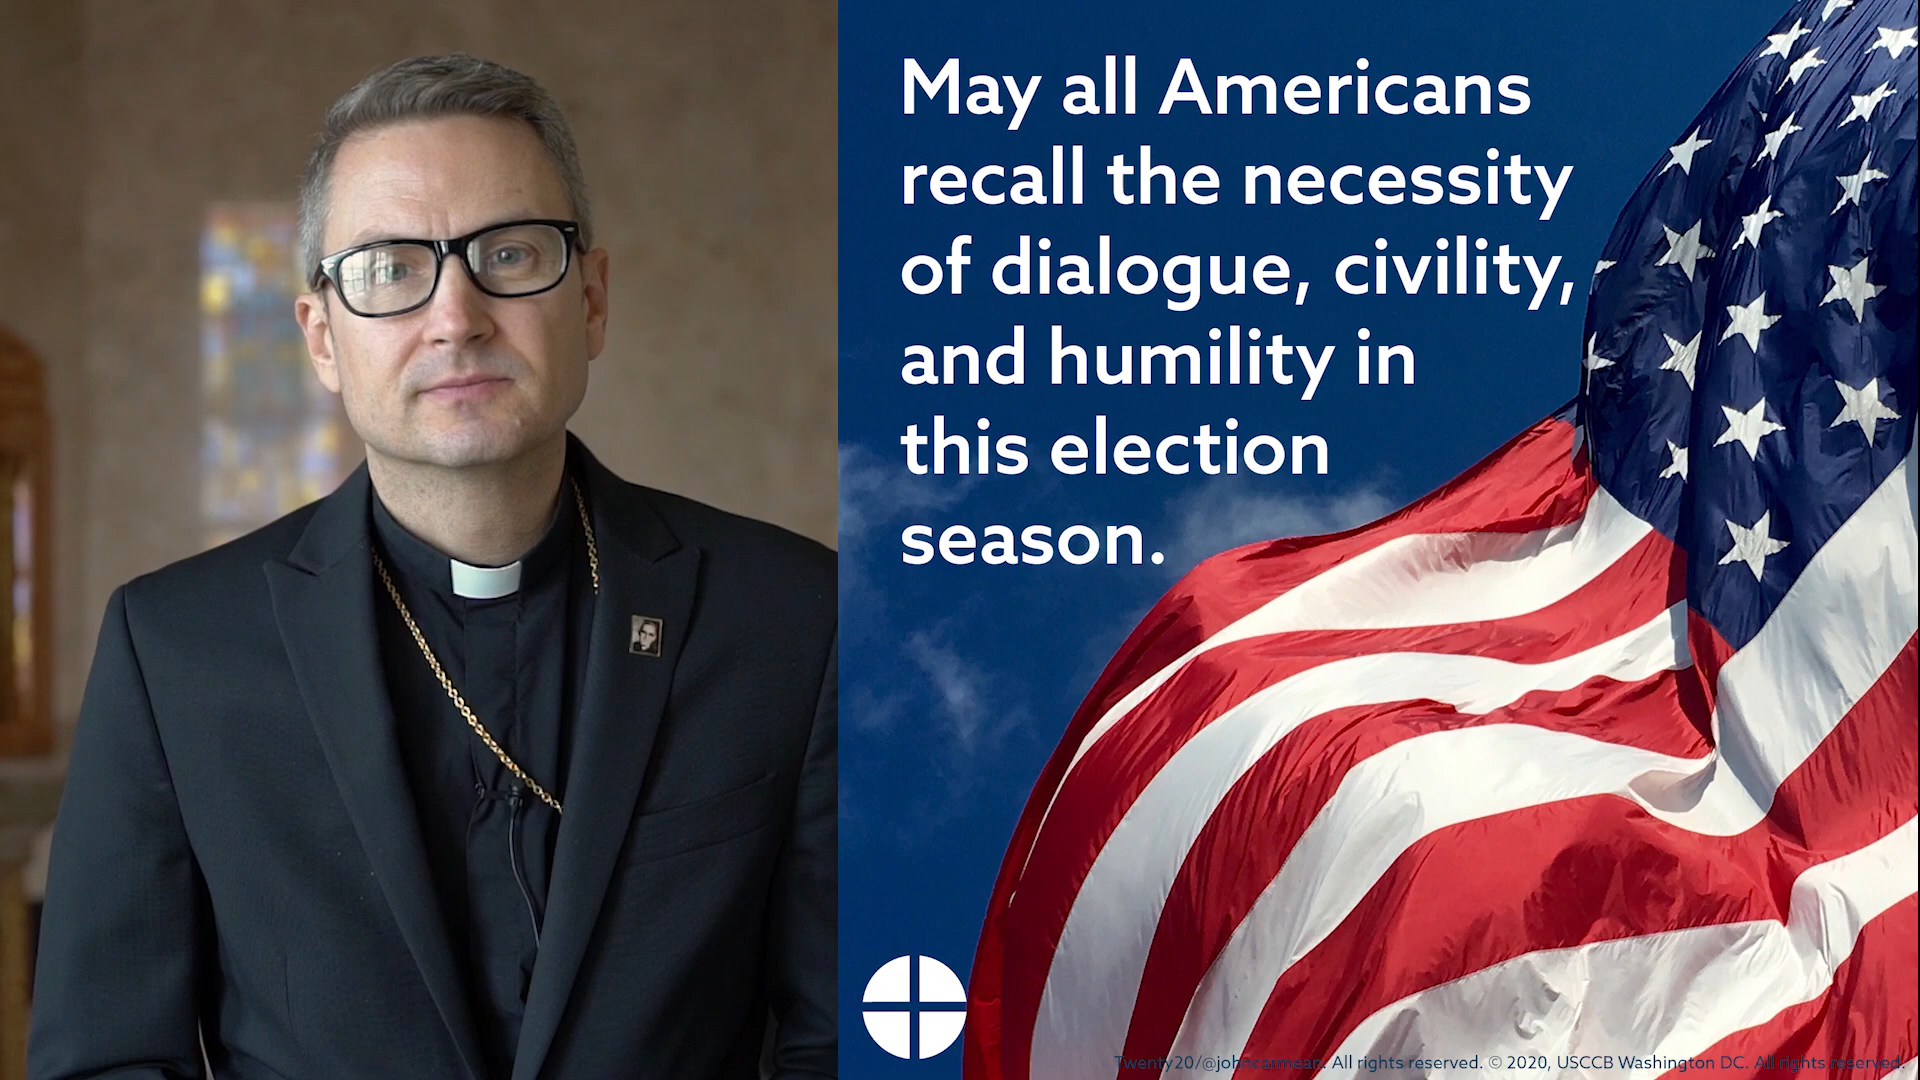 May all Americans
recall the necessity
of dialogue, civility,
and humility in
this election
season.
Twenty20/@johncarmean. All rights reserved. © 2020, USCCB Washington DC. All rights reserved.